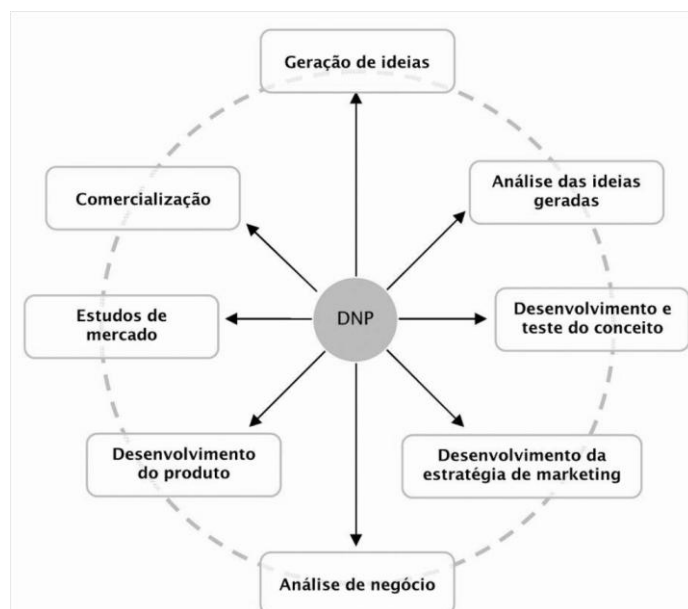 Geração de ideias
Análise das ideias
geradas
Comercialização
Estudos de
mercado
DNP
Desenvolvimento e
teste do conceito
Desenvolvimento
do produto
Desenvolvimento da
estratégia de marketing
Análise de negócio